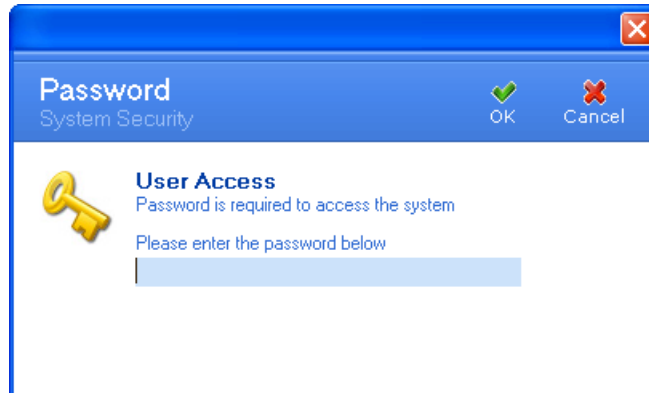 Password
System Security
OK
Cancel
User Access
Password is required to access the system
Please enter the password below